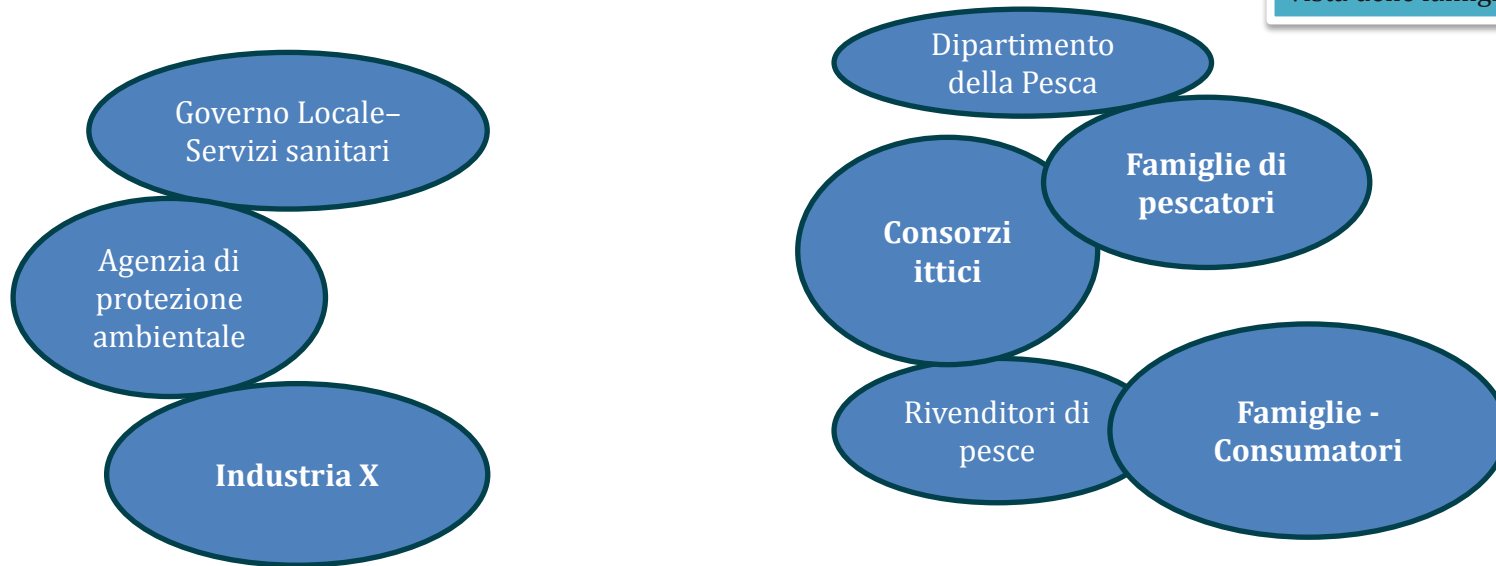 Governo Locale–
Servizi sanitari
Agenzia di
protezione
ambientale
Industria X
Dipartimento
della Pesca
Famiglie di
pescatori
Consorzi
ittici
Rivenditori di
pesce
Famiglie -
Consumatori